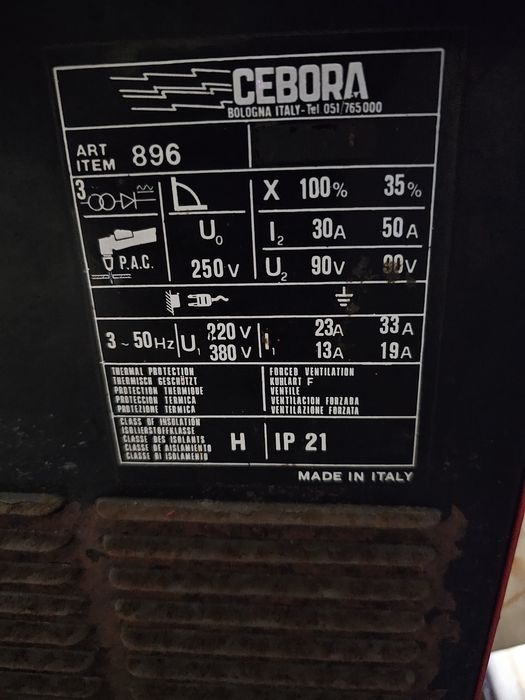 CEBORA
BOLOGNA ITALY-Tel 051/765000
ART
ITEM 896
3
X 100% 35%
P.A.C.
U0
250 V
I2 30A 50A
U2 90V 90V
3~50Hz U1 220 V 380 V I1 23A 33A 13A 19A
THERMAL PROTECTION
THERMISCH GESCHÜTZT
PROTECTION THERMIQUE
PROTECCION TERMICA
PROTEZIONE TERMICA
FORCED VENTILATION
KUHLART F
VENTILE
VENTILACION FORZADA
VENTILAZIONE FORZATA
CLASS OF INSULATION
ISOLIERSTOFFKLASSE
CLASSE DES ISOLANTS
CLASSE DE AISLAMIENTO
CLASSE DI ISOLAMENTO
H IP 21
MADE IN ITALY